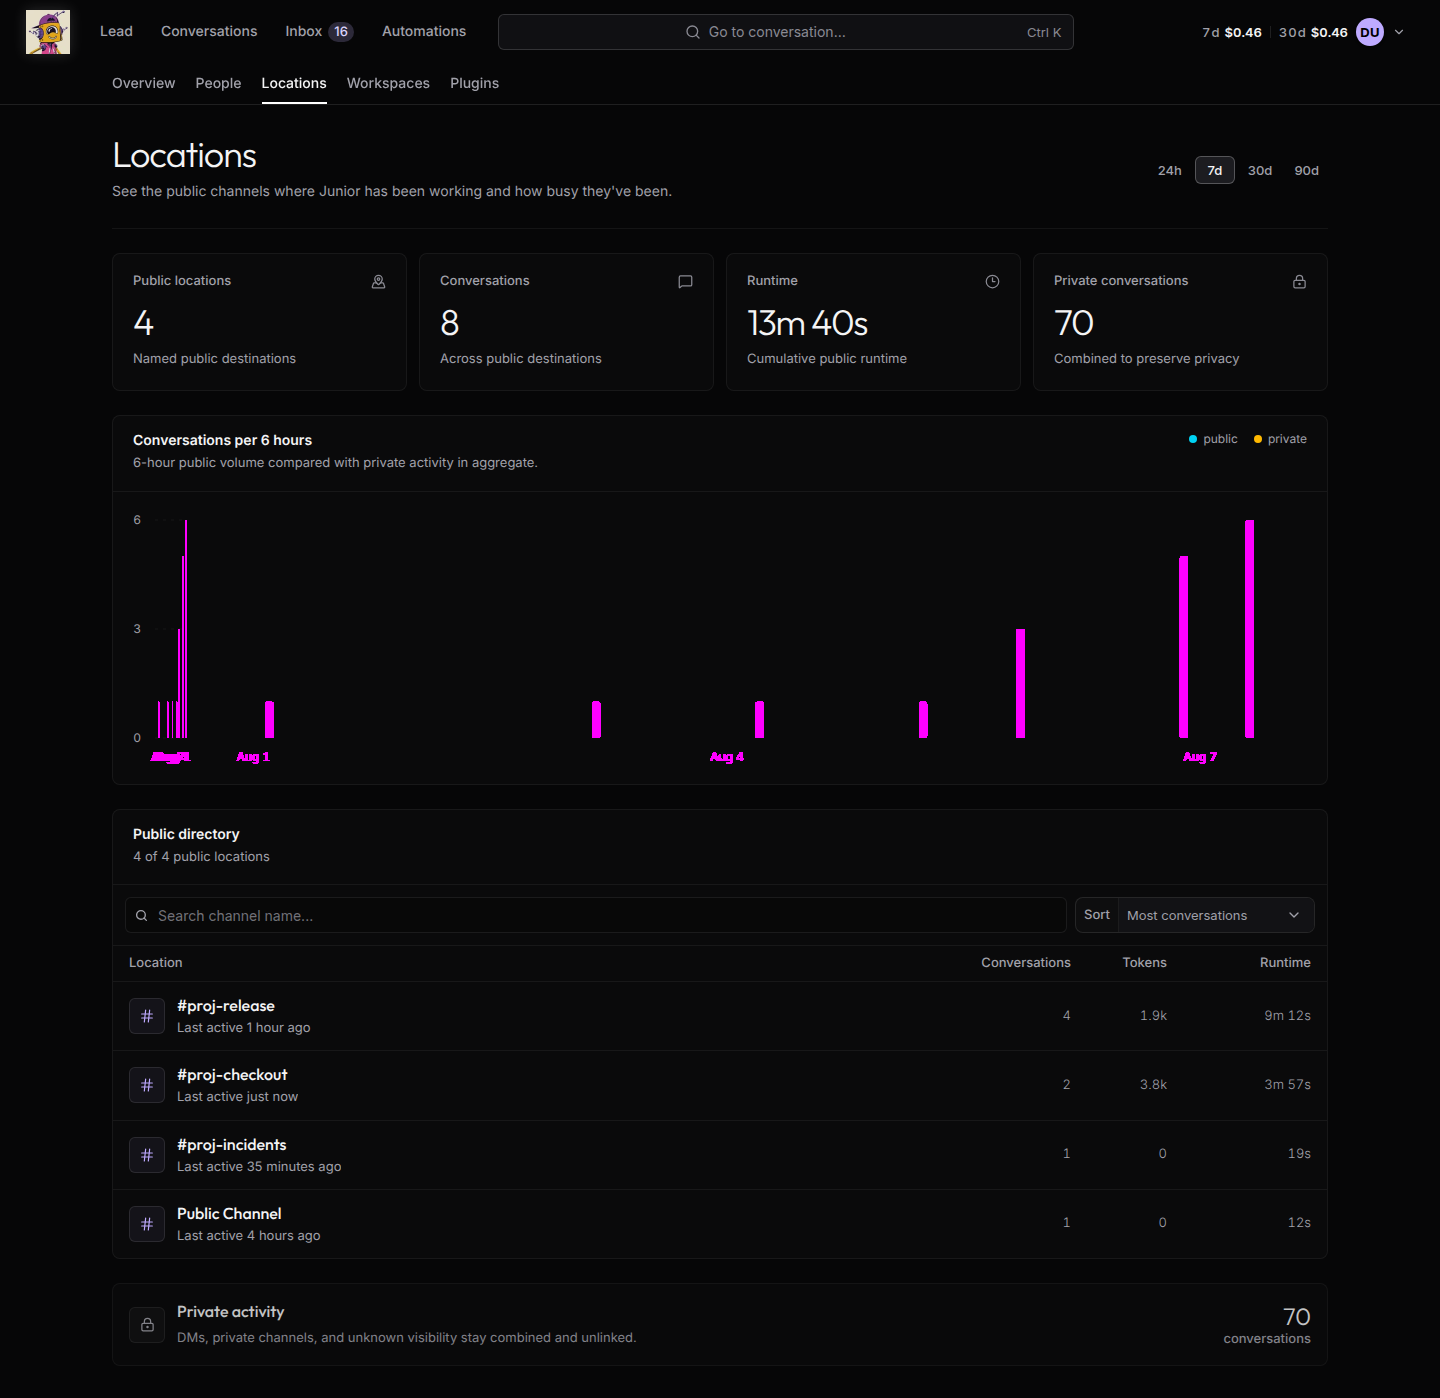 Lead
Conversations
Inbox 16
Automations
Go to conversation...
Ctrl K
7d $0.46
30d $0.46
DU
Overview
People
Locations
Workspaces
Plugins
Locations
See the public channels where Junior has been working and how busy they've been.
24h
7d
30d
90d
Public locations
4
Named public destinations
Conversations
8
Across public destinations
Runtime
13m 40s
Cumulative public runtime
Private conversations
70
Combined to preserve privacy
Conversations per 6 hours
6-hour public volume compared with private activity in aggregate.
public
private
6
3
0
Aug 1
Aug 4
Aug 7
Public directory
4 of 4 public locations
Search channel name...
Sort
Most conversations
Location
Conversations
Tokens
Runtime
#proj-release
Last active 1 hour ago
4
1.9k
9m 12s
#proj-checkout
Last active just now
2
3.8k
3m 57s
#proj-incidents
Last active 35 minutes ago
1
0
19s
Public Channel
Last active 4 hours ago
1
0
12s
Private activity
DMs, private channels, and unknown visibility stay combined and unlinked.
70
conversations